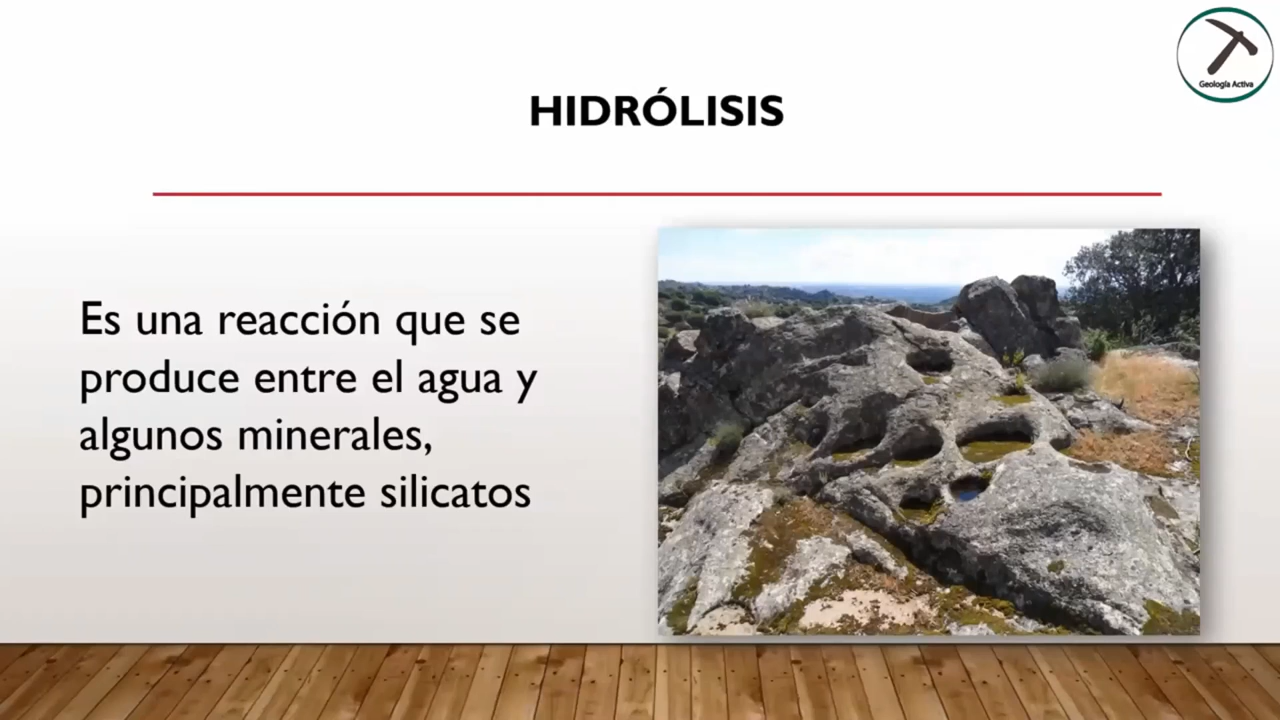 Geología Activa
HIDRÓLISIS
Es una reacción que se
produce entre el agua y
algunos minerales,
principalmente silicatos